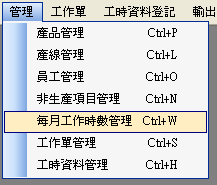 管理 工作單 工時資料登記 輸出
產品管理 Ctrl+P
產線管理 Ctrl+L
員工管理 Ctrl+O
非生產項目管理 Ctrl+N
每月工作時數管理 Ctrl+W
工作單管理 Ctrl+S
工時資料管理 Ctrl+H